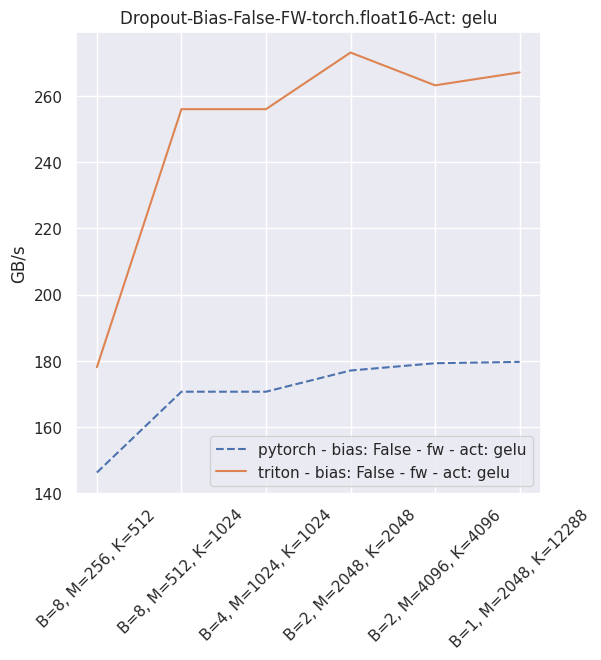 Dropout-Bias-False-FW-torch.float16-Act: gelu
GB/s
260
240
220
200
180
160
140
pytorch - bias: False - fw - act: gelu
triton - bias: False - fw - act: gelu
B=8, M=256, K=512
B=8, M=512, K=1024
B=4, M=1024, K=1024
B=2, M=2048, K=2048
B=2, M=4096, K=4096
B=1, M=2048, K=12288